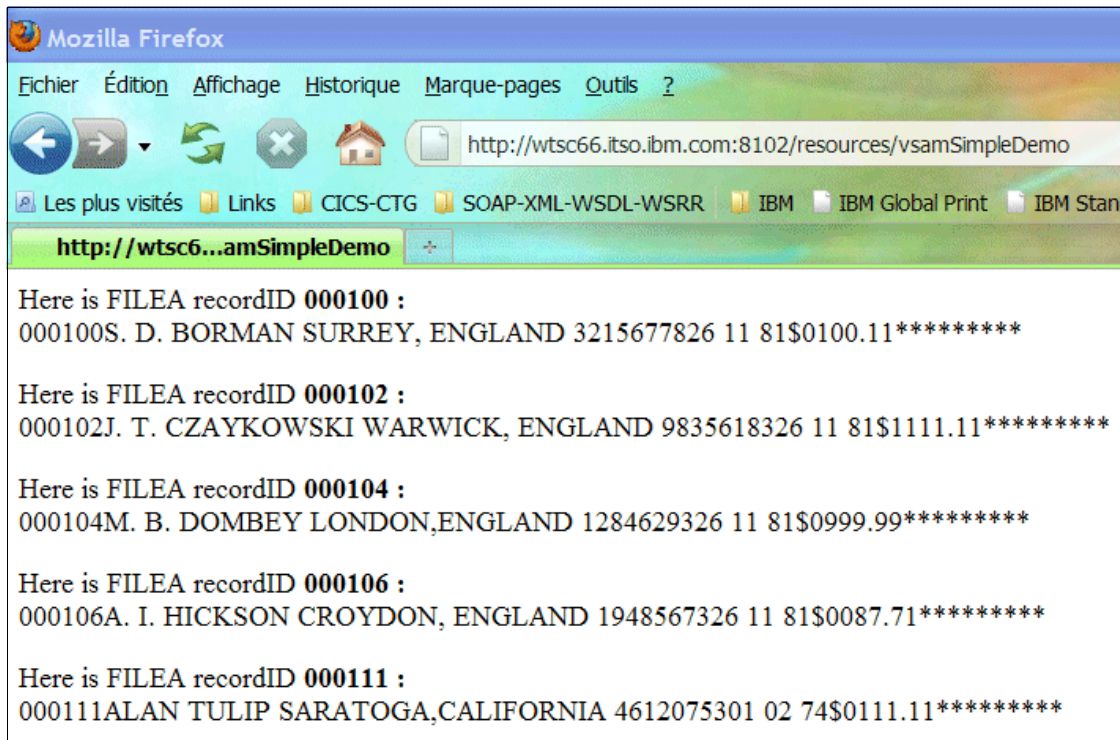 Mozilla Firefox
Fichier Édition Affichage Historique Marque-pages Outils ?
http://wtsc66.itso.ibm.com:8102/resources/vsamSimpleDemo
Les plus visités Links CICS-CTG SOAP-XML-WSDL-WSRR IBM IBM Global Print IBM Stan
http://wtsc6...amSimpleDemo
Here is FILEA recordID 000100 :
000100S. D. BORMAN SURREY, ENGLAND 3215677826 11 81$0100.11*********
Here is FILEA recordID 000102 :
000102J. T. CZAYKOWSKI WARWICK, ENGLAND 9835618326 11 81$1111.11*********
Here is FILEA recordID 000104 :
000104M. B. DOMBEY LONDON,ENGLAND 1284629326 11 81$0999.99*********
Here is FILEA recordID 000106 :
000106A. I. HICKSON CROYDON, ENGLAND 1948567326 11 81$0087.71*********
Here is FILEA recordID 000111 :
000111ALAN TULIP SARATOGA,CALIFORNIA 4612075301 02 74$0111.11*********